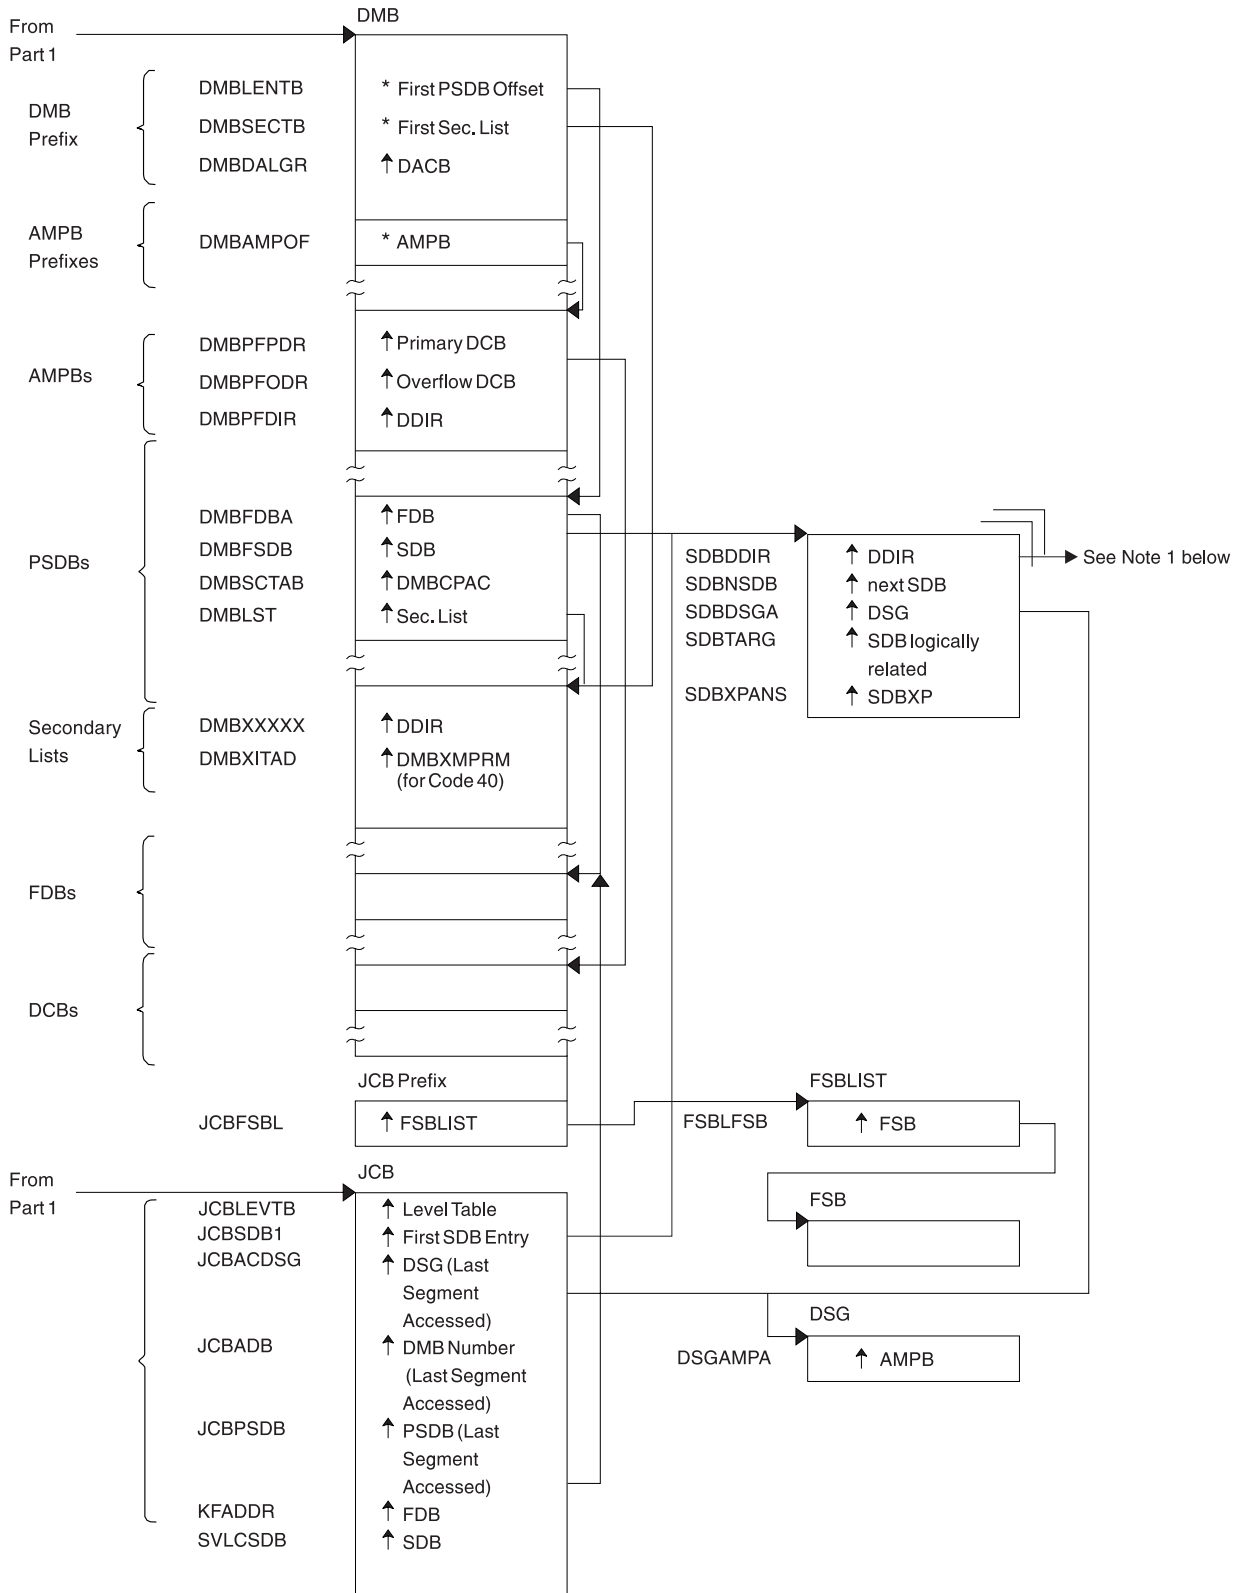 DMB
From
Part 1
DMB
Prefix
DMBLENTB
* First PSDB Offset
DMBSECTB
* First Sec. List
DMBDALGR
↑ DACB
AMPB
Prefixes
DMBAMPOF
* AMPB
AMPBs
DMBPFPDR
↑ Primary DCB
DMBPFODR
↑ Overflow DCB
DMBPFDIR
↑ DDIR
PSDBs
DMBFDBA
↑ FDB
DMBFSDB
↑ SDB
DMBSCTAB
↑ DMBCPAC
DMBLST
↑ Sec. List
SDBDDIR
↑ DDIR
See Note 1 below
SDBNSDB
↑ next SDB
SDBDSGA
↑ DSG
SDBTARG
↑ SDB logically
related
SDBXPANS
↑ SDBXP
Secondary
Lists
DMBXXXXX
↑ DDIR
DMBXITAD
↑ DMBXMPRM
(for Code 40)
FDBs
DCBs
JCB Prefix
JCBFSBL
↑ FSBLIST
FSBLIST
FSBLFSB
↑ FSB
FSB
JCB
From
Part 1
JCBLEVTB
↑ Level Table
JCBSDB1
↑ First SDB Entry
JCBACDSG
↑ DSG (Last
Segment
Accessed)
DSG
DSGAMPA
↑ AMPB
JCBADB
↑ DMB Number
(Last Segment
Accessed)
JCBPSDB
↑ PSDB (Last
Segment
Accessed)
KFADDR
↑ FDB
SVLCSDB
↑ SDB